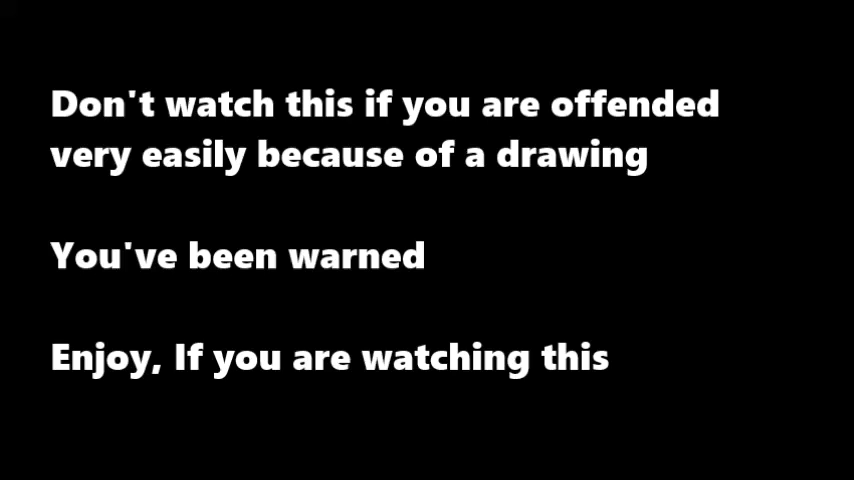 Don't watch this if you are offended
very easily because of a drawing
You've been warned
Enjoy, If you are watching this